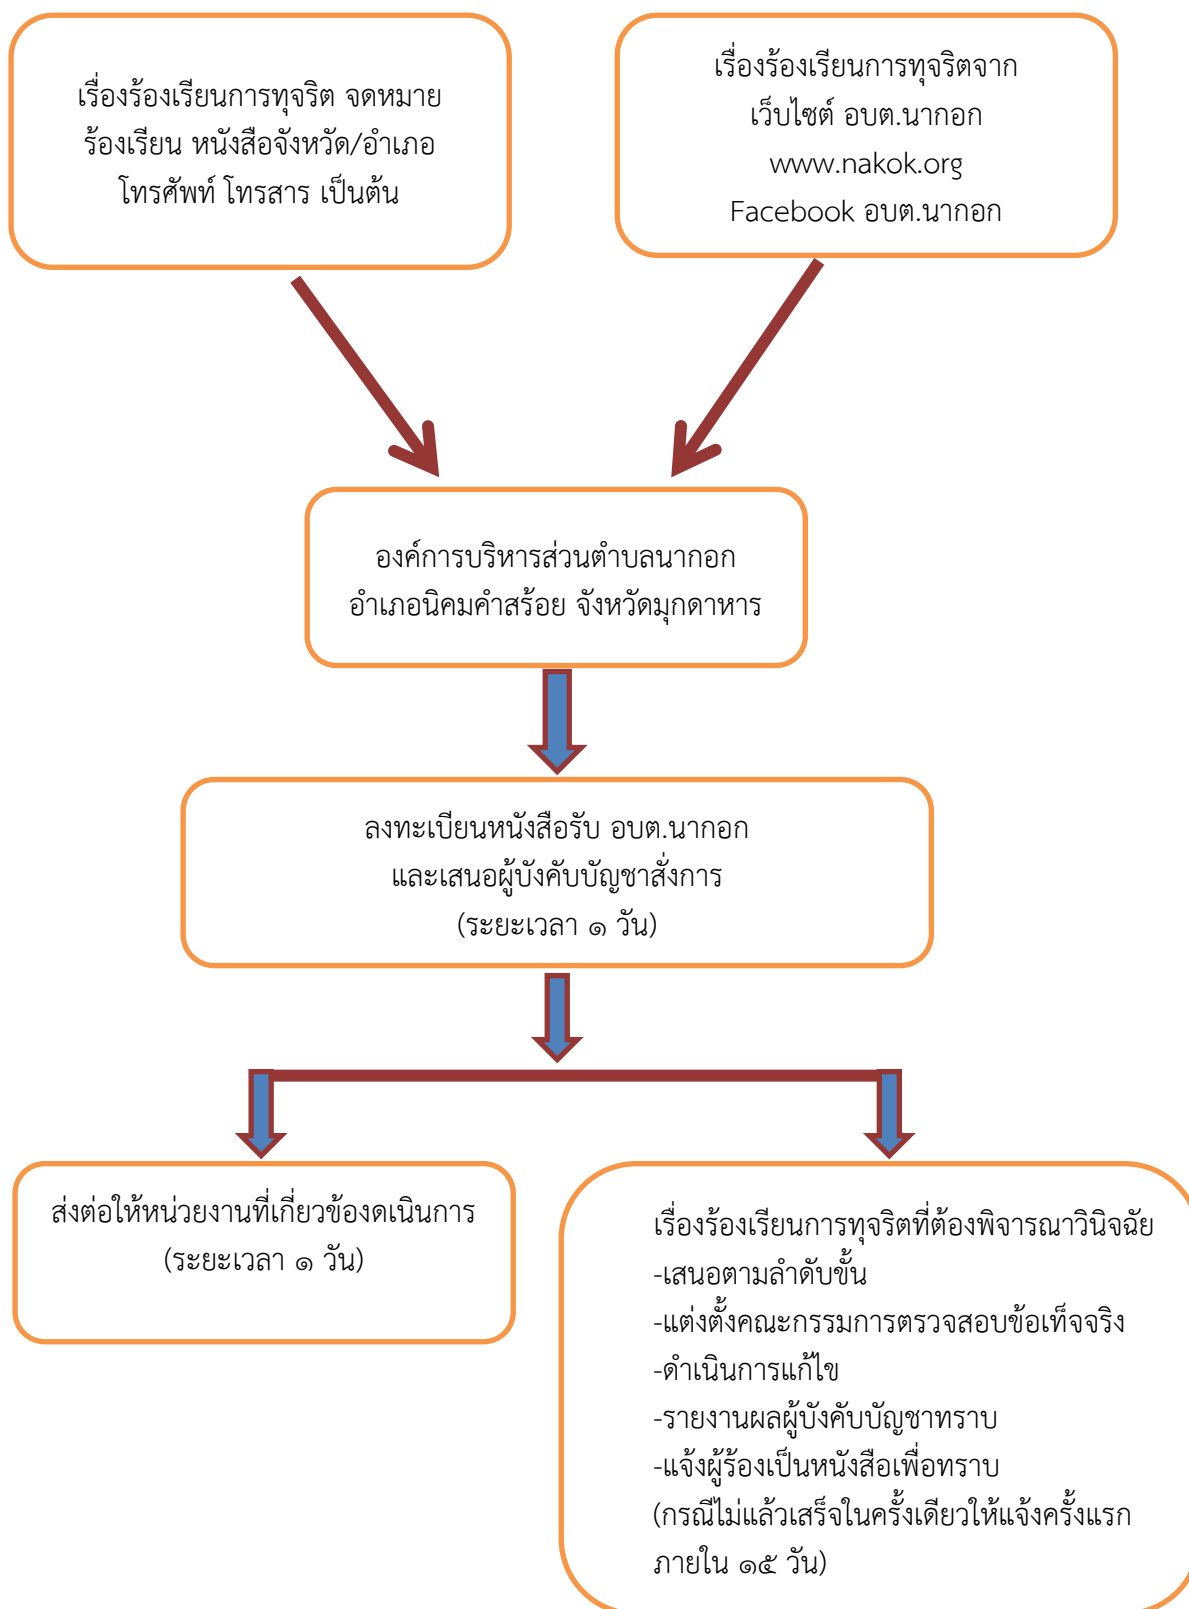 เรื่องร้องเรียนการทุจริต จดหมาย
ร้องเรียน หนังสือจังหวัด/อำเภอ
โทรศัพท์ โทรสาร เป็นต้น
เรื่องร้องเรียนการทุจริตจาก
เว็บไซต์ อบต.นากอก
www.nakok.org
Facebook อบต.นากอก
องค์การบริหารส่วนตำบลนากอก
อำเภอนิคมคำสร้อย จังหวัดมุกดาหาร
ลงทะเบียนหนังสือรับ อบต.นากอก
และเสนอผู้บังคับบัญชาสั่งการ
(ระยะเวลา ๑ วัน)
ส่งต่อให้หน่วยงานที่เกี่ยวข้องดเนินการ
(ระยะเวลา ๑ วัน)
เรื่องร้องเรียนการทุจริตที่ต้องพิจารณาวินิจฉัย
-เสนอตามลำดับขั้น
-แต่งตั้งคณะกรรมการตรวจสอบข้อเท็จจริง
-ดำเนินการแก้ไข
-รายงานผลผู้บังคับบัญชาทราบ
-แจ้งผู้ร้องเป็นหนังสือเพื่อทราบ
(กรณีไม่แล้วเสร็จในครั้งเดียวให้แจ้งครั้งแรก
ภายใน ๑๕ วัน)